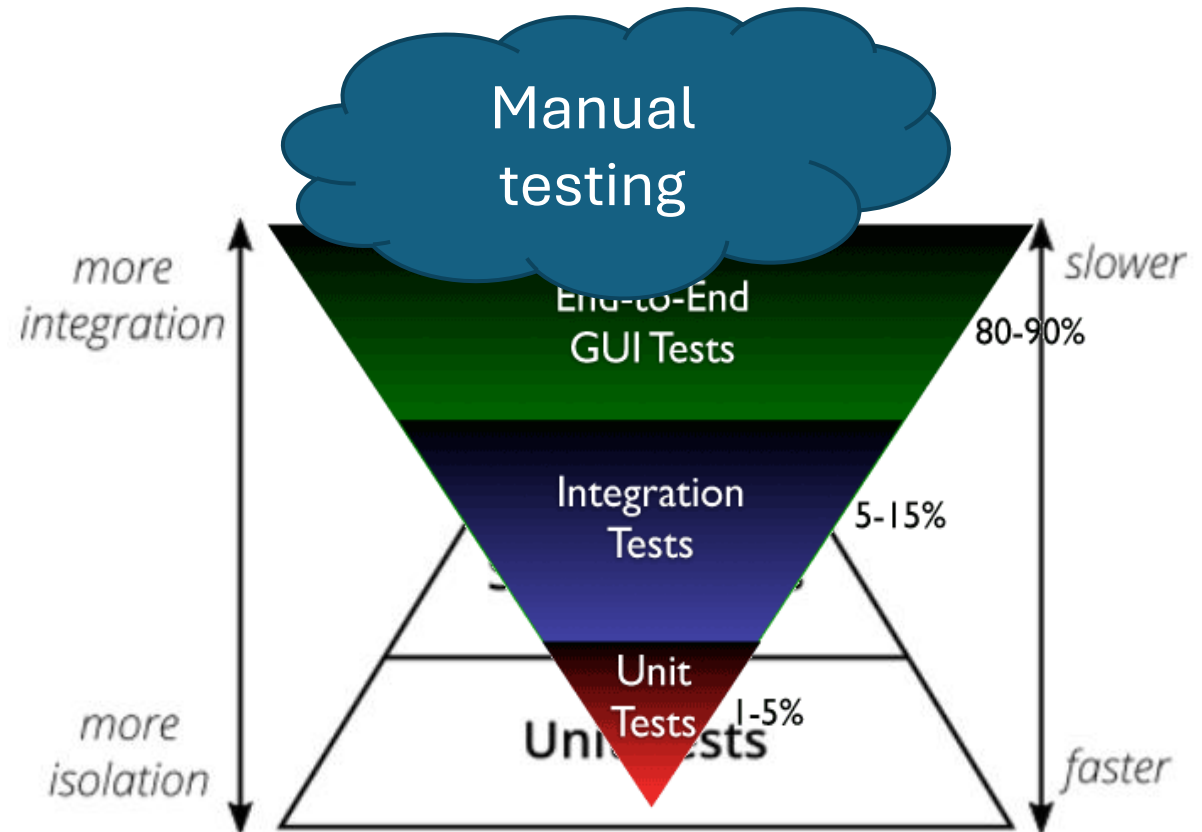 Manual
testing
more
integration
slower
End-to-End
GUI Tests
80-90%
Integration
Tests
5-15%
Unit
Tests
1-5%
more
isolation
faster